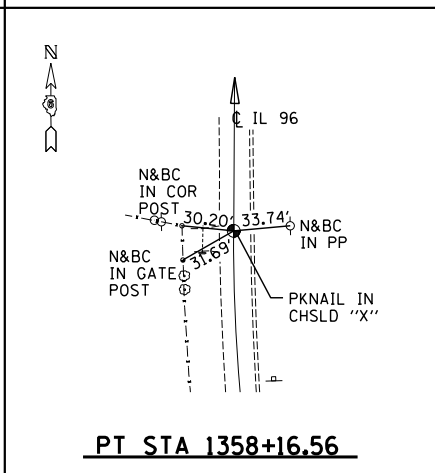 N
℄ IL 96
N&BC
IN COR
POST
30.20'
33.74'
N&BC
IN PP
N&BC
IN GATE
POST
31.69'
PKNAIL IN
CHSLD "X"
PT STA 1358+16.56